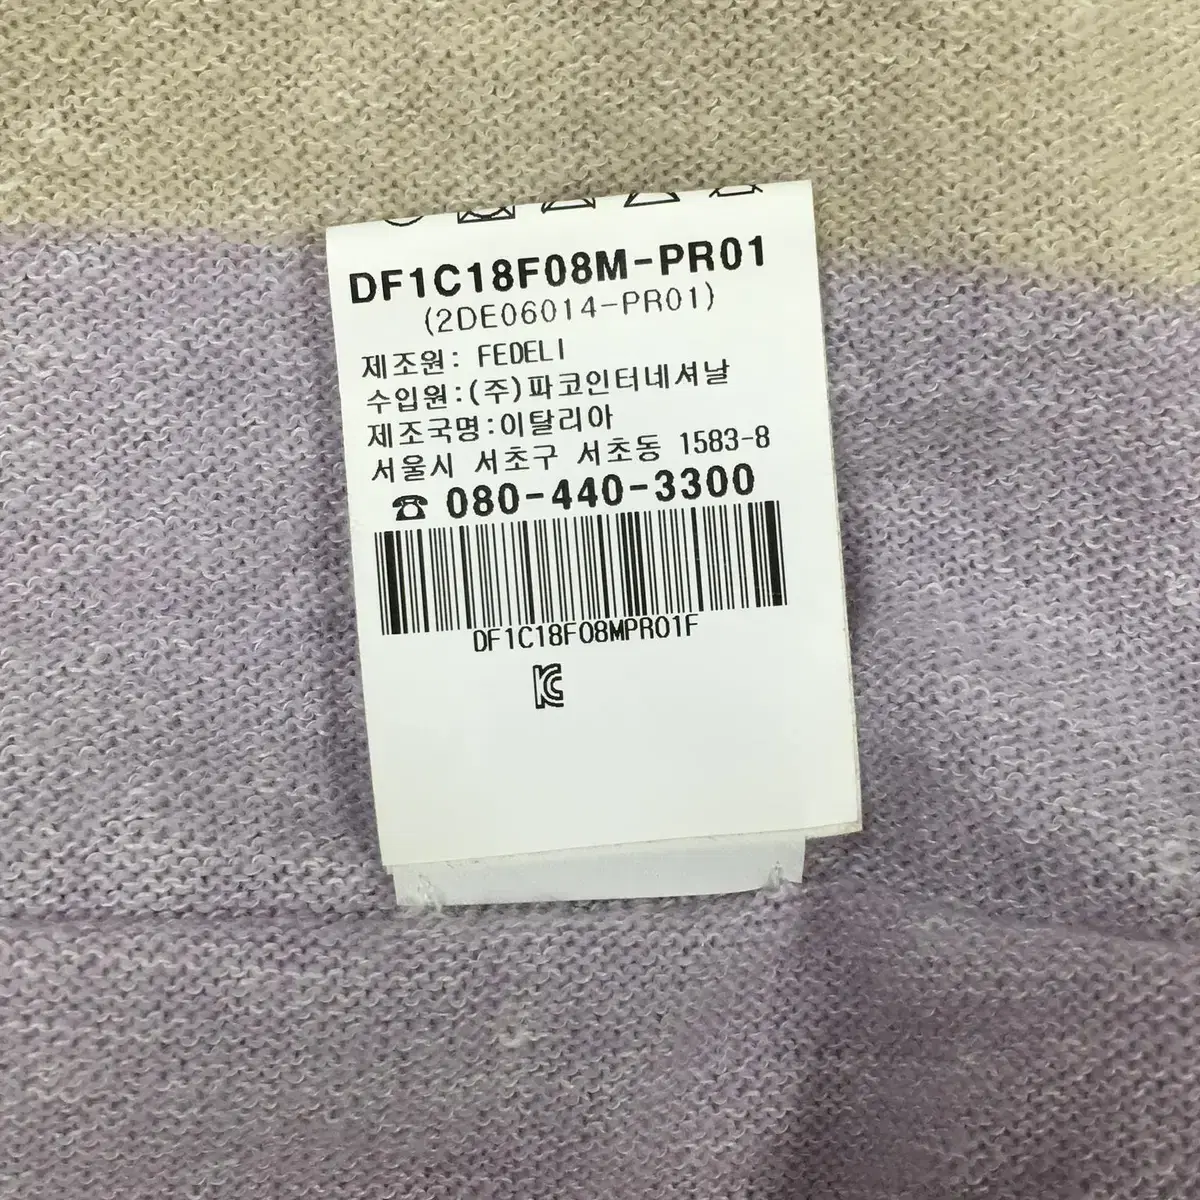 DF1C18F08M-PR01
(2DE06014-PR01)
제조원: FEDELI
수입원:(주)파코인터네셔날
제조국명:이탈리아
서울시 서초구 서초동 1583-8
☎ 080-440-3300
DF1C18F08MPR01F